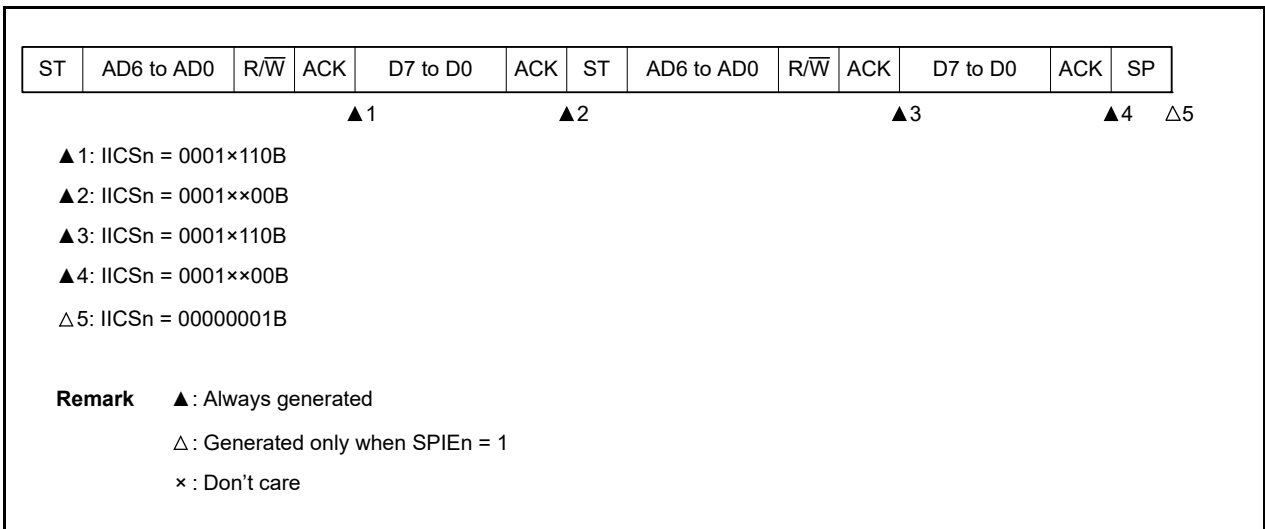 ST AD6 to AD0 R/W̅ ACK D7 to D0 ACK ST AD6 to AD0 R/W̅ ACK D7 to D0 ACK SP
▲1 ▲2 ▲3 ▲4 △5
▲1: IICSn = 0001×110B
▲2: IICSn = 0001××00B
▲3: IICSn = 0001×110B
▲4: IICSn = 0001××00B
△5: IICSn = 00000001B
Remark ▲: Always generated
△: Generated only when SPIEn = 1
×: Don’t care